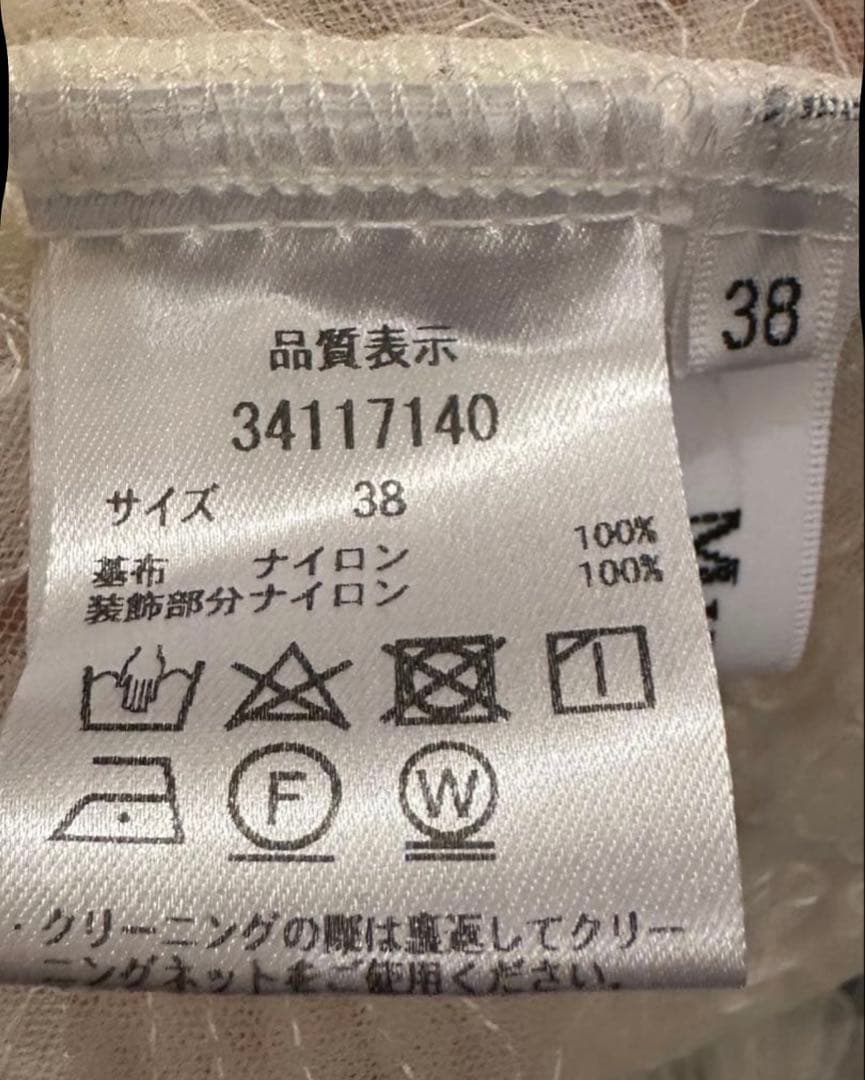 品質表示
34117140
サイズ 38
基布 ナイロン 100%
装飾部分ナイロン 100%
F W
・クリーニングの際は裏返してクリー
ニングネットをご使用ください。
38
M